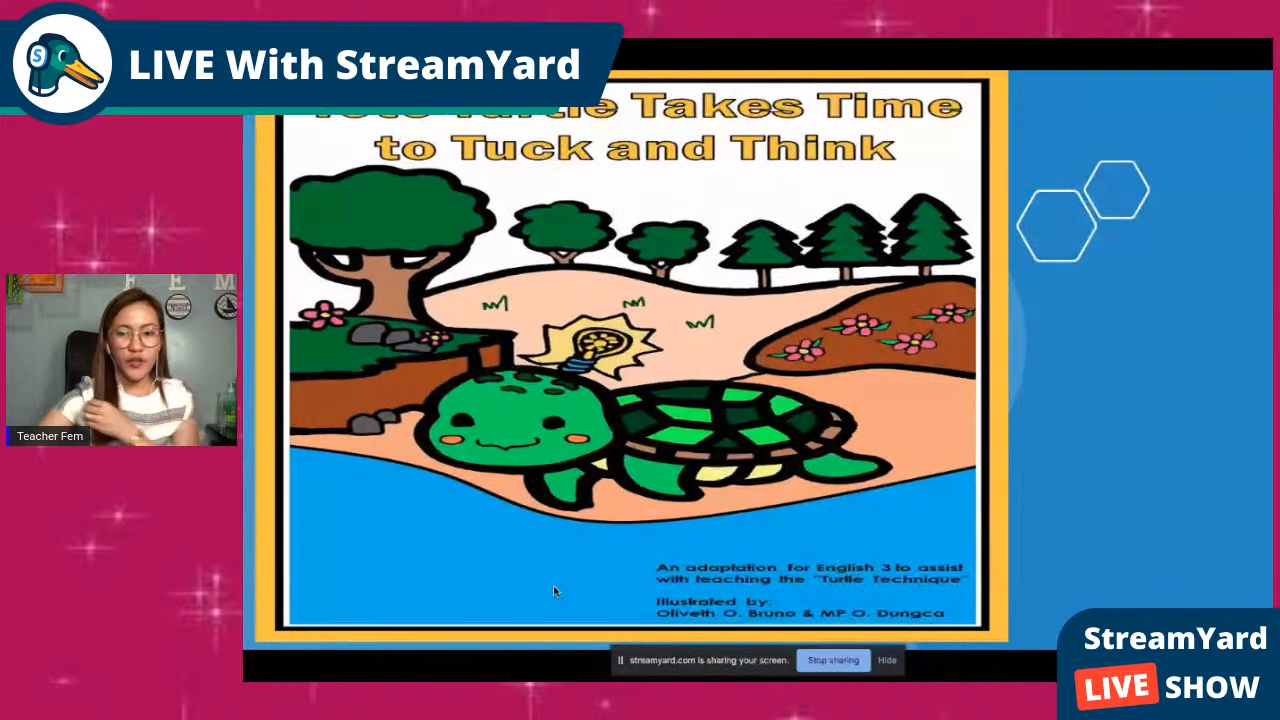 LIVE With StreamYard
S
Takes Time
to Tuck and Think
F E M
Teacher Fem
An adaptation for English 3 to assist
with teaching the "Turtle Technique"
Illustrated by:
Oliveth O. Bruno & MP O. Dungca
streamyard.com is sharing your screen. Stop sharing Hide
StreamYard
LIVE SHOW